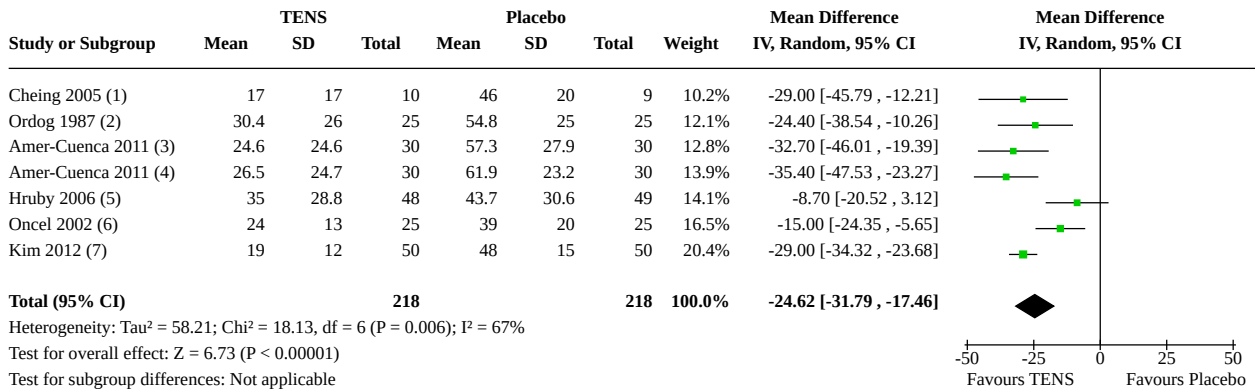 TENS Placebo Mean Difference Mean Difference
Study or Subgroup Mean SD Total Mean SD Total Weight IV, Random, 95% CI IV, Random, 95% CI
Cheing 2005 (1) 17 17 10 46 20 9 10.2% -29.00 [-45.79 , -12.21]
Ordog 1987 (2) 30.4 26 25 54.8 25 25 12.1% -24.40 [-38.54 , -10.26]
Amer-Cuenca 2011 (3) 24.6 24.6 30 57.3 27.9 30 12.8% -32.70 [-46.01 , -19.39]
Amer-Cuenca 2011 (4) 26.5 24.7 30 61.9 23.2 30 13.9% -35.40 [-47.53 , -23.27]
Hruby 2006 (5) 35 28.8 48 43.7 30.6 49 14.1% -8.70 [-20.52 , 3.12]
Oncel 2002 (6) 24 13 25 39 20 25 16.5% -15.00 [-24.35 , -5.65]
Kim 2012 (7) 19 12 50 48 15 50 20.4% -29.00 [-34.32 , -23.68]
Total (95% CI) 218 218 100.0% -24.62 [-31.79 , -17.46]
Heterogeneity: Tau² = 58.21; Chi² = 18.13, df = 6 (P = 0.006); I² = 67%
Test for overall effect: Z = 6.73 (P < 0.00001)
Test for subgroup differences: Not applicable
-50 -25 0 25 50
Favours TENS Favours Placebo